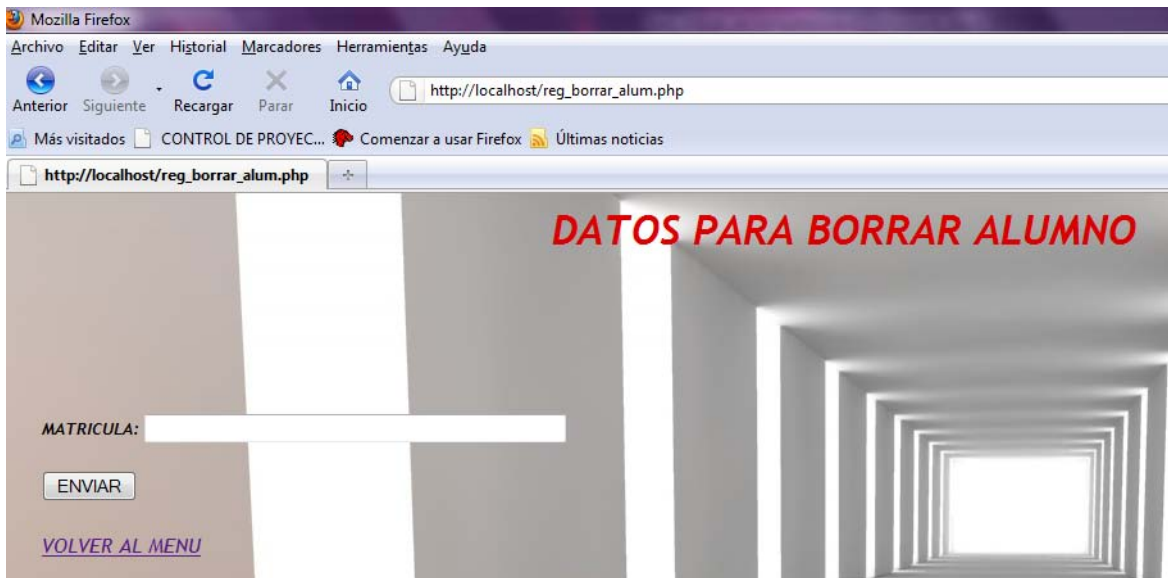 Mozilla Firefox
Archivo Editar Ver Historial Marcadores Herramientas Ayuda
Anterior Siguiente Recargar Parar Inicio http://localhost/reg_borrar_alum.php
Más visitados CONTROL DE PROYEC... Comenzar a usar Firefox Últimas noticias
http://localhost/reg_borrar_alum.php
DATOS PARA BORRAR ALUMNO
MATRICULA:
ENVIAR
VOLVER AL MENU